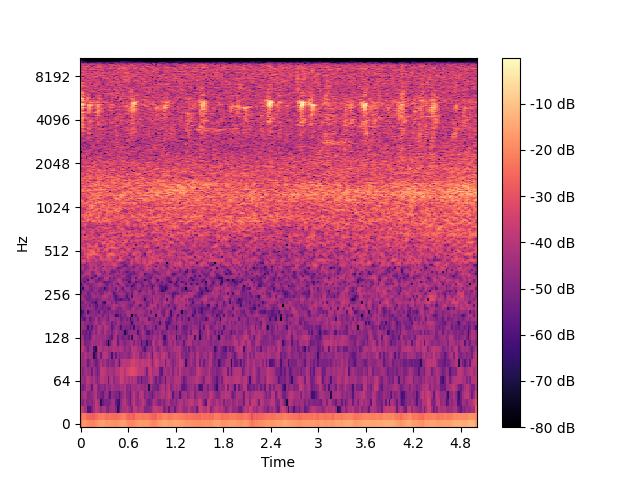 8192
4096
2048
1024
512
256
128
64
0
Hz
0 0.6 1.2 1.8 2.4 3 3.6 4.2 4.8
Time
-10 dB
-20 dB
-30 dB
-40 dB
-50 dB
-60 dB
-70 dB
-80 dB